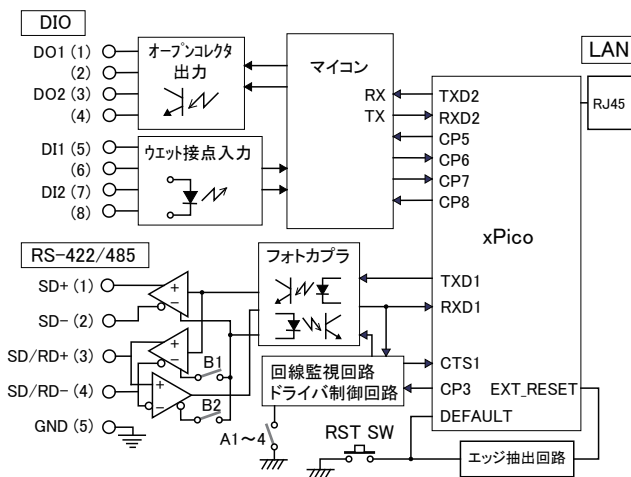 DIO
DO1 (1)
(2)
DO2 (3)
(4)
オープンコレクタ
出力
DI1 (5)
(6)
DI2 (7)
(8)
ウエット接点入力
マイコン
RX
TX
LAN
RJ45
TXD2
RXD2
CP5
CP6
CP7
CP8
xPico
TXD1
RXD1
CTS1
CP3
EXT_RESET
DEFAULT
RS-422/485
SD+ (1)
SD- (2)
SD/RD+ (3)
SD/RD- (4)
GND (5)
+
−
+
−
+
−
B1
B2
フォトカプラ
回線監視回路
ドライバ制御回路
A1～4
RST SW
エッジ抽出回路